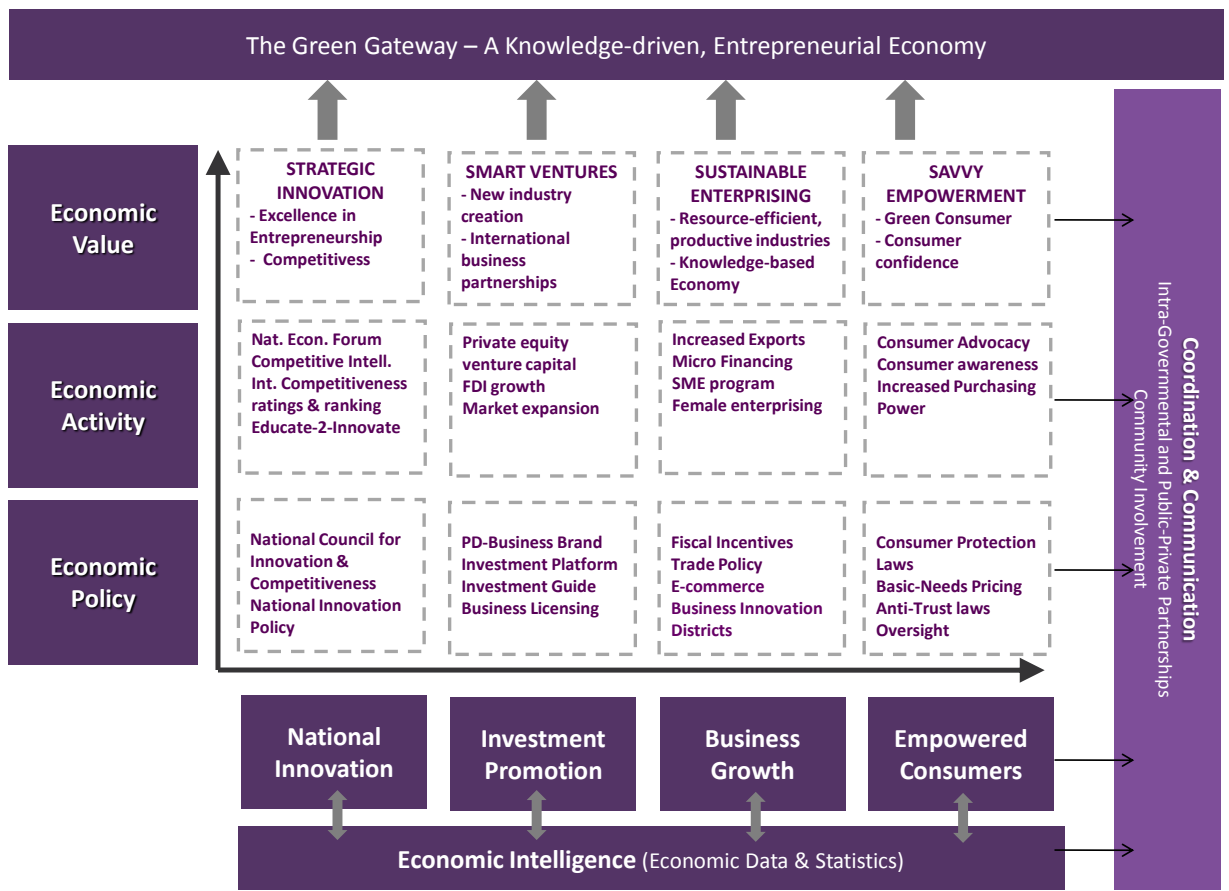 The Green Gateway – A Knowledge-driven, Entrepreneurial Economy
Economic
Value
STRATEGIC
INNOVATION
- Excellence in
Entrepreneurship
- Competitivess
SMART VENTURES
- New industry
creation
- International
business
partnerships
SUSTAINABLE
ENTERPRISING
- Resource-efficient,
productive industries
- Knowledge-based
Economy
SAVVY
EMPOWERMENT
- Green Consumer
- Consumer
confidence
Economic
Activity
Nat. Econ. Forum
Competitive Intell.
Int. Competitiveness
ratings & ranking
Educate-2-Innovate
Private equity
venture capital
FDI growth
Market expansion
Increased Exports
Micro Financing
SME program
Female enterprising
Consumer Advocacy
Consumer awareness
Increased Purchasing
Power
Economic
Policy
National Council for
Innovation &
Competitiveness
National Innovation
Policy
PD-Business Brand
Investment Platform
Investment Guide
Business Licensing
Fiscal Incentives
Trade Policy
E-commerce
Business Innovation
Districts
Consumer Protection
Laws
Basic-Needs Pricing
Anti-Trust laws
Oversight
National
Innovation
Investment
Promotion
Business
Growth
Empowered
Consumers
Economic Intelligence (Economic Data & Statistics)
Coordination & Communication
Intra-Governmental and Public-Private Partnerships
Community Involvement